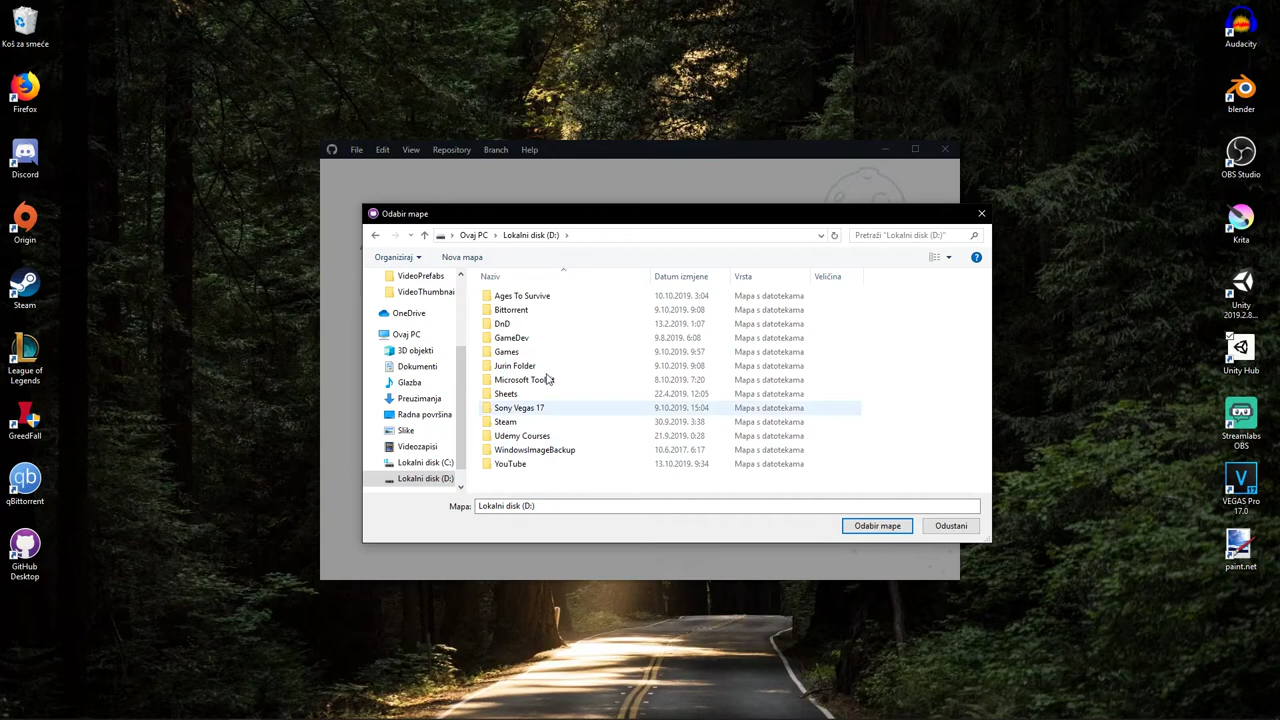 Koš za smeće
Firefox
Discord
Origin
Steam
League of
Legends
GreedFall
qBittorrent
GitHub
Desktop
File Edit View Repository Branch Help
Odabir mape
Ovaj PC > Lokalni disk (D:) >
Pretraži "Lokalni disk (D:)"
Organiziraj
Nova mapa
VideoPrefabs
VideoThumbnai
OneDrive
Ovaj PC
3D objekti
Dokumenti
Glazba
Preuzimanja
Radna površina
Slike
Videozapisi
Lokalni disk (C:)
Lokalni disk (D:)
Naziv Datum izmjene Vrsta Veličina
Ages To Survive 10.10.2019. 3:04 Mapa s datotekama
Bittorrent 9.10.2019. 9:08 Mapa s datotekama
DnD 13.2.2019. 1:07 Mapa s datotekama
GameDev 9.8.2019. 6:08 Mapa s datotekama
Games 9.10.2019. 9:57 Mapa s datotekama
Jurin Folder 9.10.2019. 9:08 Mapa s datotekama
Microsoft 8.10.2019. 7:20 Mapa s datotekama
Sheets 22.4.2019. 12:05 Mapa s datotekama
Sony Vegas 17 9.10.2019. 15:04 Mapa s datotekama
Steam 30.9.2019. 3:38 Mapa s datotekama
Udemy Courses 21.9.2019. 0:28 Mapa s datotekama
WindowsImageBackup 10.6.2017. 6:17 Mapa s datotekama
YouTube 13.10.2019. 9:34 Mapa s datotekama
Mapa: Lokalni disk (D:)
Odabir mape Odustani
Audacity
blender
OBS Studio
Krita
Unity
2019.2.8...
Unity Hub
Streamlabs
OBS
VEGAS Pro
17.0
paint.net